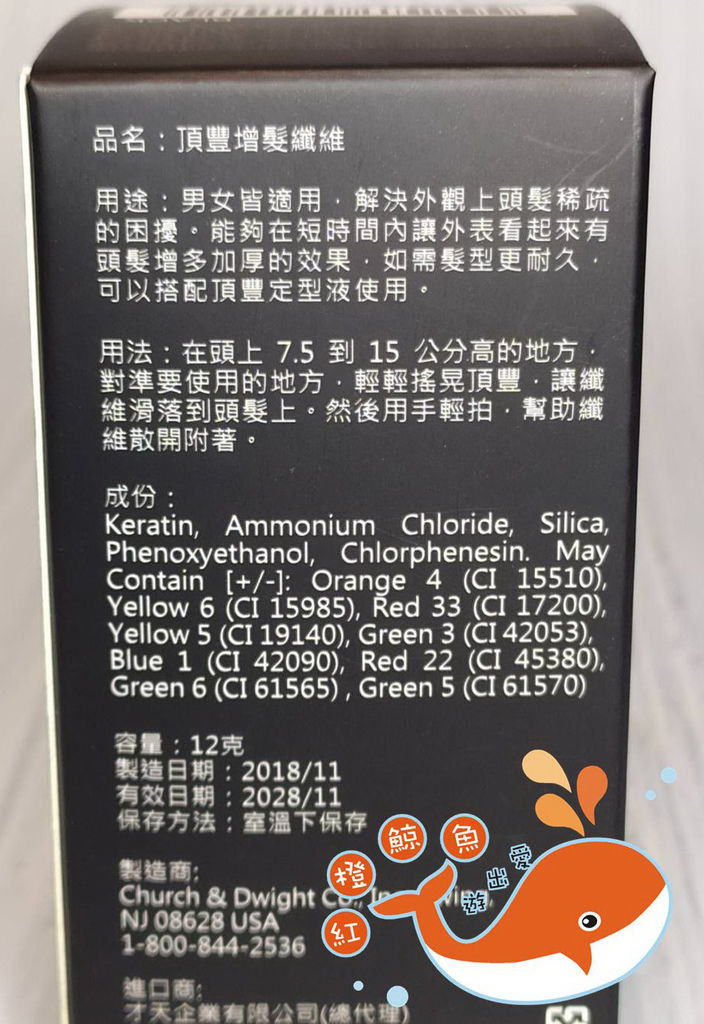 品名：頂豐增髮纖維
用途：男女皆適用，解決外觀上頭髮稀疏
的困擾。能夠在短時間內讓外表看起來有
頭髮增多加厚的效果，如需髮型更耐久，
可以搭配頂豐定型液使用。
用法：在頭上 7.5 到 15 公分高的地方，
對準要使用的地方，輕輕搖晃頂豐，讓纖
維滑落到頭髮上。然後用手輕拍，幫助纖
維散開附著。
成份：
Keratin, Ammonium Chloride, Silica,
Phenoxyethanol, Chlorphenesin. May
Contain [+/-]: Orange 4 (CI 15510),
Yellow 6 (CI 15985), Red 33 (CI 17200),
Yellow 5 (CI 19140), Green 3 (CI 42053),
Blue 1 (CI 42090), Red 22 (CI 45380),
Green 6 (CI 61565) , Green 5 (CI 61570)
容量：12克
製造日期：2018/11
有效日期：2028/11
保存方法：室溫下保存
製造商:
Church & Dwight Co.,
NJ 08628 USA
1-800-844-2536
進口商:
才天企業有限公司(總代理)
紅橙鯨魚
遊出愛